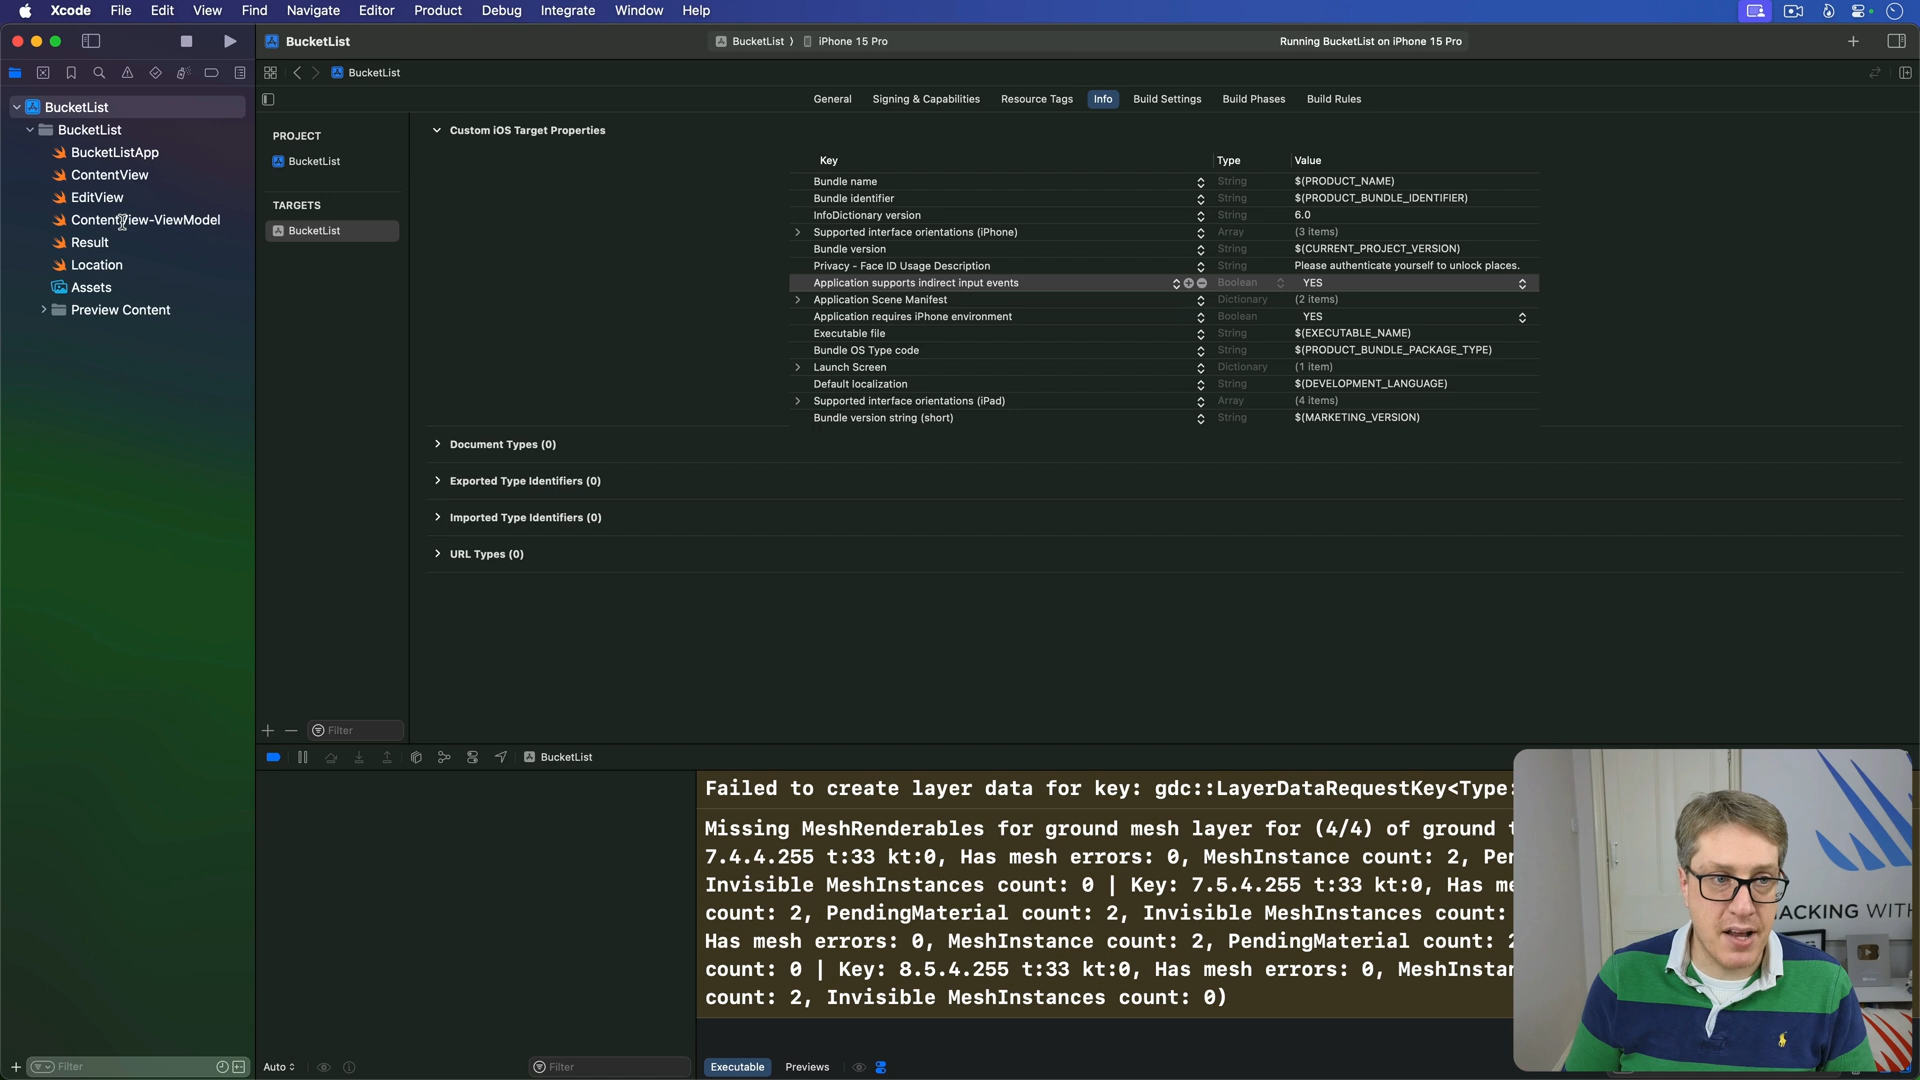 Xcode File Edit View Find Navigate Editor Product Debug Integrate Window Help
BucketList
BucketList 〉 iPhone 15 Pro
Running BucketList on iPhone 15 Pro
BucketList
BucketList
BucketList
BucketListApp
ContentView
EditView
ContentView-ViewModel
Result
Location
Assets
Preview Content
Filter
General Signing & Capabilities Resource Tags Info Build Settings Build Phases Build Rules
PROJECT
BucketList
TARGETS
BucketList
Filter
Custom iOS Target Properties
Key Type Value
Bundle name String $(PRODUCT_NAME)
Bundle identifier String $(PRODUCT_BUNDLE_IDENTIFIER)
InfoDictionary version String 6.0
Supported interface orientations (iPhone) Array (3 items)
Bundle version String $(CURRENT_PROJECT_VERSION)
Privacy - Face ID Usage Description String Please authenticate yourself to unlock places.
Application supports indirect input events Boolean YES
Application Scene Manifest Dictionary (2 items)
Application requires iPhone environment Boolean YES
Executable file String $(EXECUTABLE_NAME)
Bundle OS Type code String $(PRODUCT_BUNDLE_PACKAGE_TYPE)
Launch Screen Dictionary (1 item)
Default localization String $(DEVELOPMENT_LANGUAGE)
Supported interface orientations (iPad) Array (4 items)
Bundle version string (short) String $(MARKETING_VERSION)
Document Types (0)
Exported Type Identifiers (0)
Imported Type Identifiers (0)
URL Types (0)
BucketList
Failed to create layer data for key: gdc::LayerDataRequestKey<Type:
Missing MeshRenderables for ground mesh layer for (4/4) of ground
7.4.4.255 t:33 kt:0, Has mesh errors: 0, MeshInstance count: 2,
Invisible MeshInstances count: 0 | Key: 7.5.4.255 t:33 kt:0, Has
count: 2, PendingMaterial count: 2, Invisible MeshInstances count:
Has mesh errors: 0, MeshInstance count: 2, PendingMaterial count:
count: 0 | Key: 8.5.4.255 t:33 kt:0, Has mesh errors: 0,
count: 2, Invisible MeshInstances count: 0)
Auto
Filter
Executable Previews
ACKING WITH